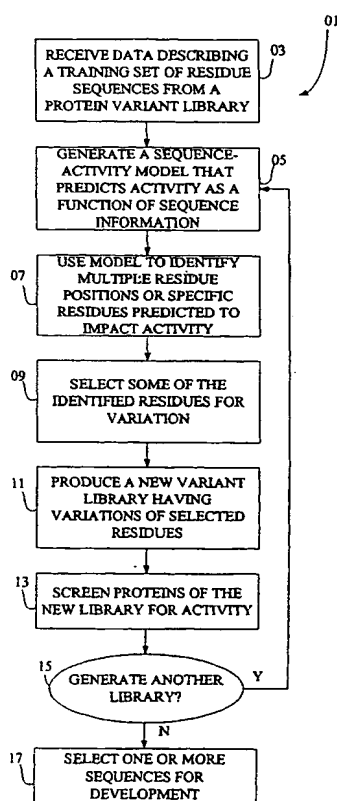 01
RECEIVE DATA DESCRIBING
A TRAINING SET OF RESIDUE
SEQUENCES FROM A
PROTEIN VARIANT LIBRARY
03
GENERATE A SEQUENCE-
ACTIVITY MODEL THAT
PREDICTS ACTIVITY AS A
FUNCTION OF SEQUENCE
INFORMATION
05
07
USE MODEL TO IDENTIFY
MULTIPLE RESIDUE
POSITIONS OR SPECIFIC
RESIDUES PREDICTED TO
IMPACT ACTIVITY
09
SELECT SOME OF THE
IDENTIFIED RESIDUES FOR
VARIATION
11
PRODUCE A NEW VARIANT
LIBRARY HAVING
VARIATIONS OF SELECTED
RESIDUES
13
SCREEN PROTEINS OF THE
NEW LIBRARY FOR ACTIVITY
15
GENERATE ANOTHER
LIBRARY?
Y
N
17
SELECT ONE OR MORE
SEQUENCES FOR
DEVELOPMENT